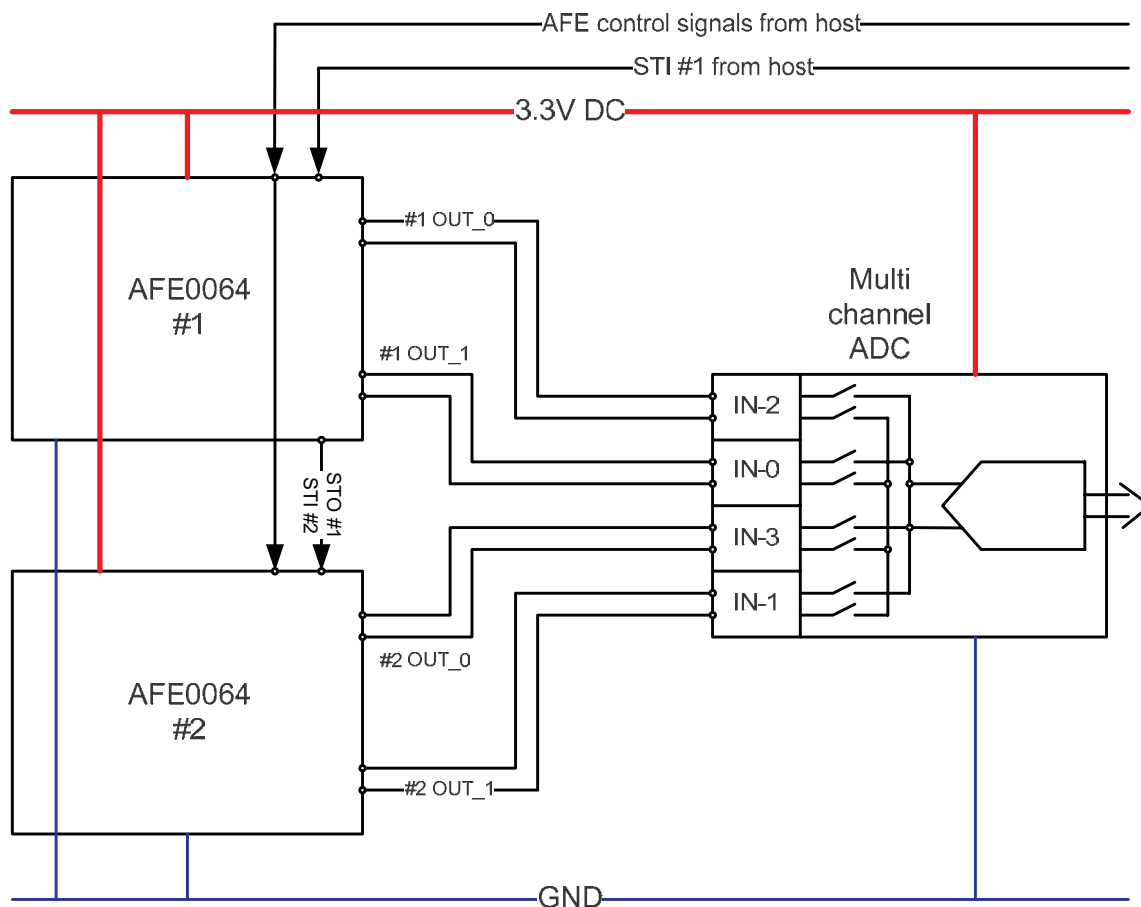 AFE control signals from host
STI #1 from host
3.3V DC
#1 OUT_0
AFE0064
#1
Multi
channel
ADC
#1 OUT_1
IN-2
IN-0
STO #1
STI #2
IN-3
IN-1
#2 OUT_0
AFE0064
#2
#2 OUT_1
GND